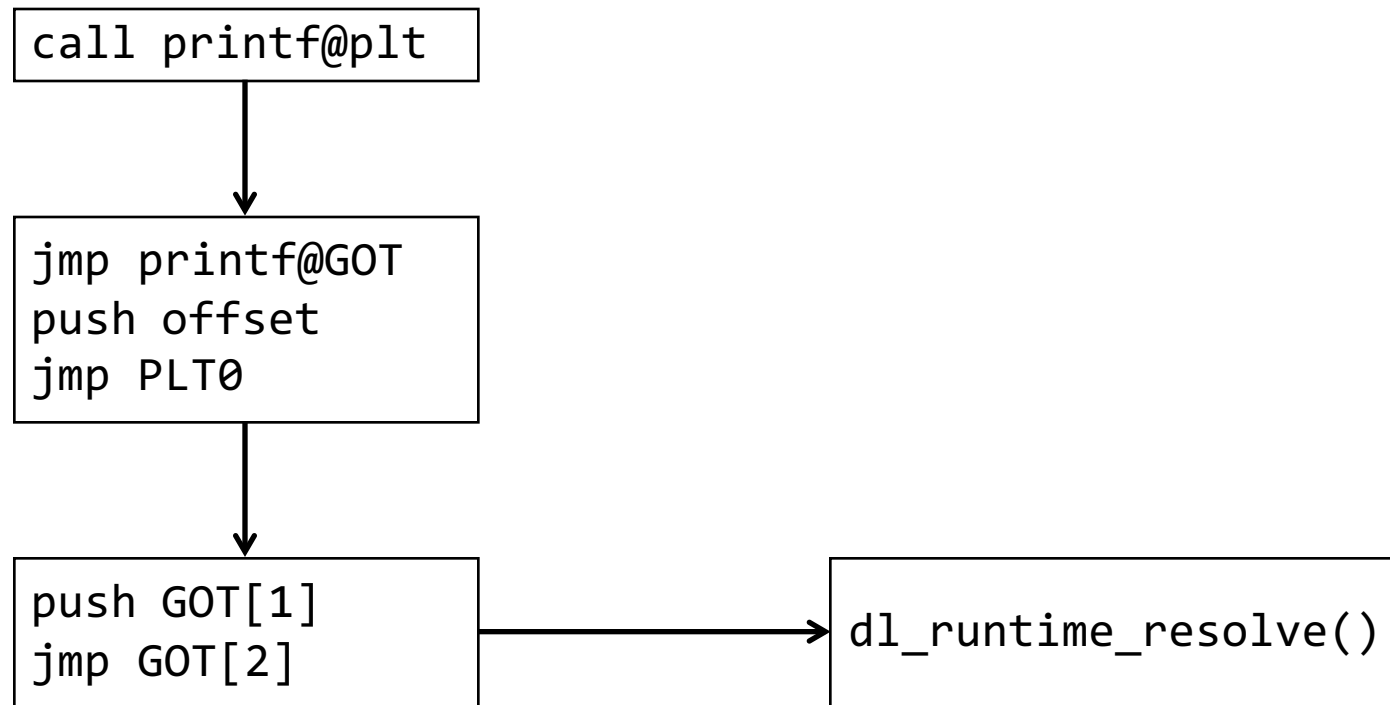 call printf@plt
jmp printf@GOT
push offset
jmp PLT0
push GOT[1]
jmp GOT[2]
dl_runtime_resolve()